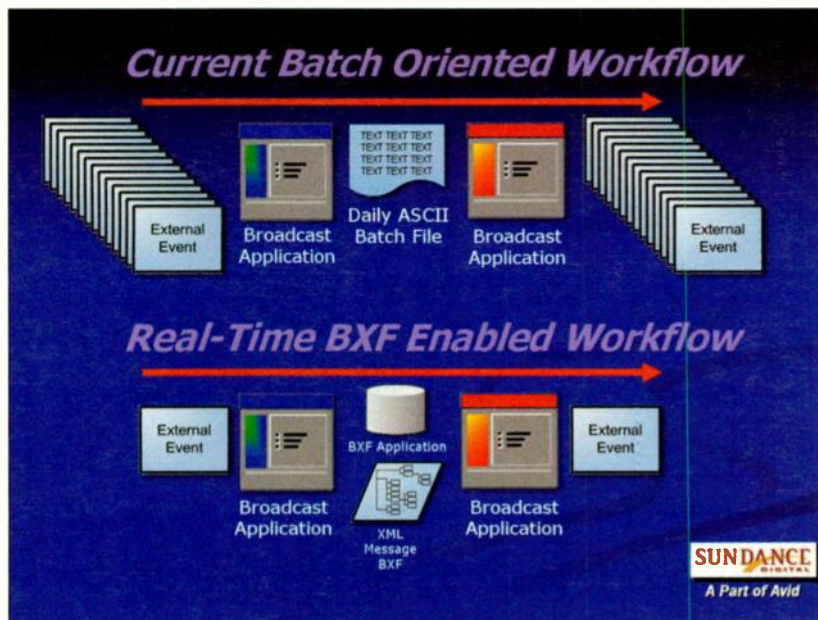 Current Batch Oriented Workflow
TEXT TEXT TEXT
TEXT TEXT TEXT
TEXT TEXT TEXT
TEXT TEXT TEXT
External
Event
Broadcast
Application
Daily ASCII
Batch File
Broadcast
Application
External
Event
Real-Time BXF Enabled Workflow
External
Event
Broadcast
Application
BXF Application
XML
Message
BXF
Broadcast
Application
External
Event
SUNDANCE
DIGITAL
A Part of Avid